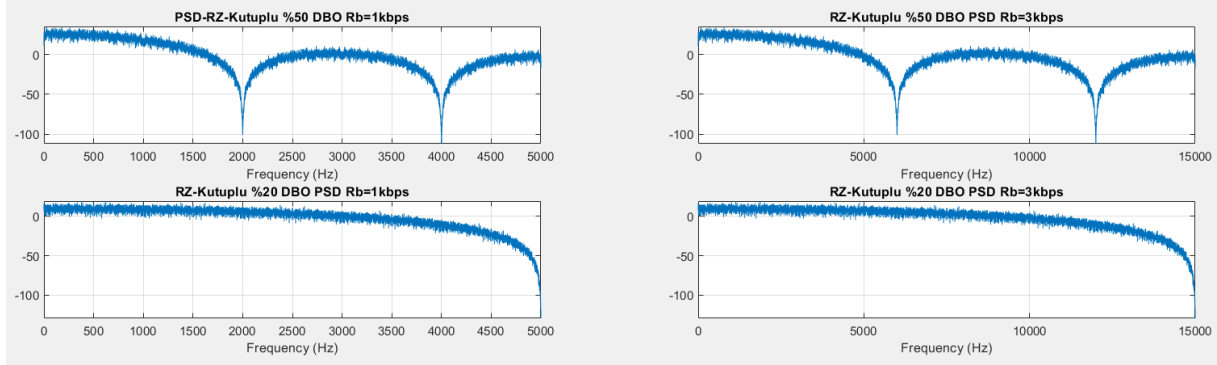 PSD-RZ-Kutuplu %50 DBO Rb=1kbps
0
-50
-100
0 500 1000 1500 2000 2500 3000 3500 4000 4500 5000
Frequency (Hz)
RZ-Kutuplu %50 DBO PSD Rb=3kbps
0
-50
-100
0 5000 10000 15000
Frequency (Hz)
RZ-Kutuplu %20 DBO PSD Rb=1kbps
0
-50
-100
0 500 1000 1500 2000 2500 3000 3500 4000 4500 5000
Frequency (Hz)
RZ-Kutuplu %20 DBO PSD Rb=3kbps
0
-50
-100
0 5000 10000 15000
Frequency (Hz)